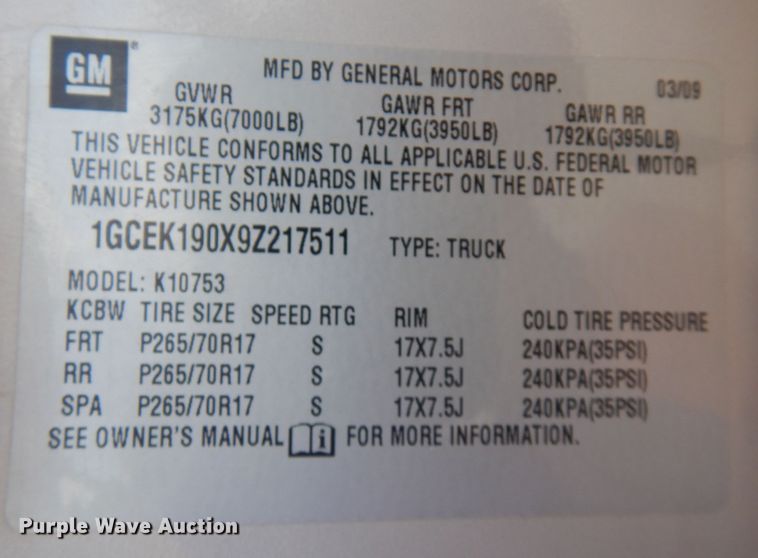 GM
MFD BY GENERAL MOTORS CORP. 03/09
GVWR GAWR FRT GAWR RR
3175KG(7000LB) 1792KG(3950LB) 1792KG(3950LB)
THIS VEHICLE CONFORMS TO ALL APPLICABLE U.S. FEDERAL MOTOR
VEHICLE SAFETY STANDARDS IN EFFECT ON THE DATE OF
MANUFACTURE SHOWN ABOVE.
1GCEK190X9Z217511 TYPE: TRUCK
MODEL: K10753
KCBW TIRE SIZE SPEED RTG RIM COLD TIRE PRESSURE
FRT P265/70R17 S 17X7.5J 240KPA(35PSI)
RR P265/70R17 S 17X7.5J 240KPA(35PSI)
SPA P265/70R17 S 17X7.5J 240KPA(35PSI)
SEE OWNER'S MANUAL i FOR MORE INFORMATION.
Purple Wave Auction